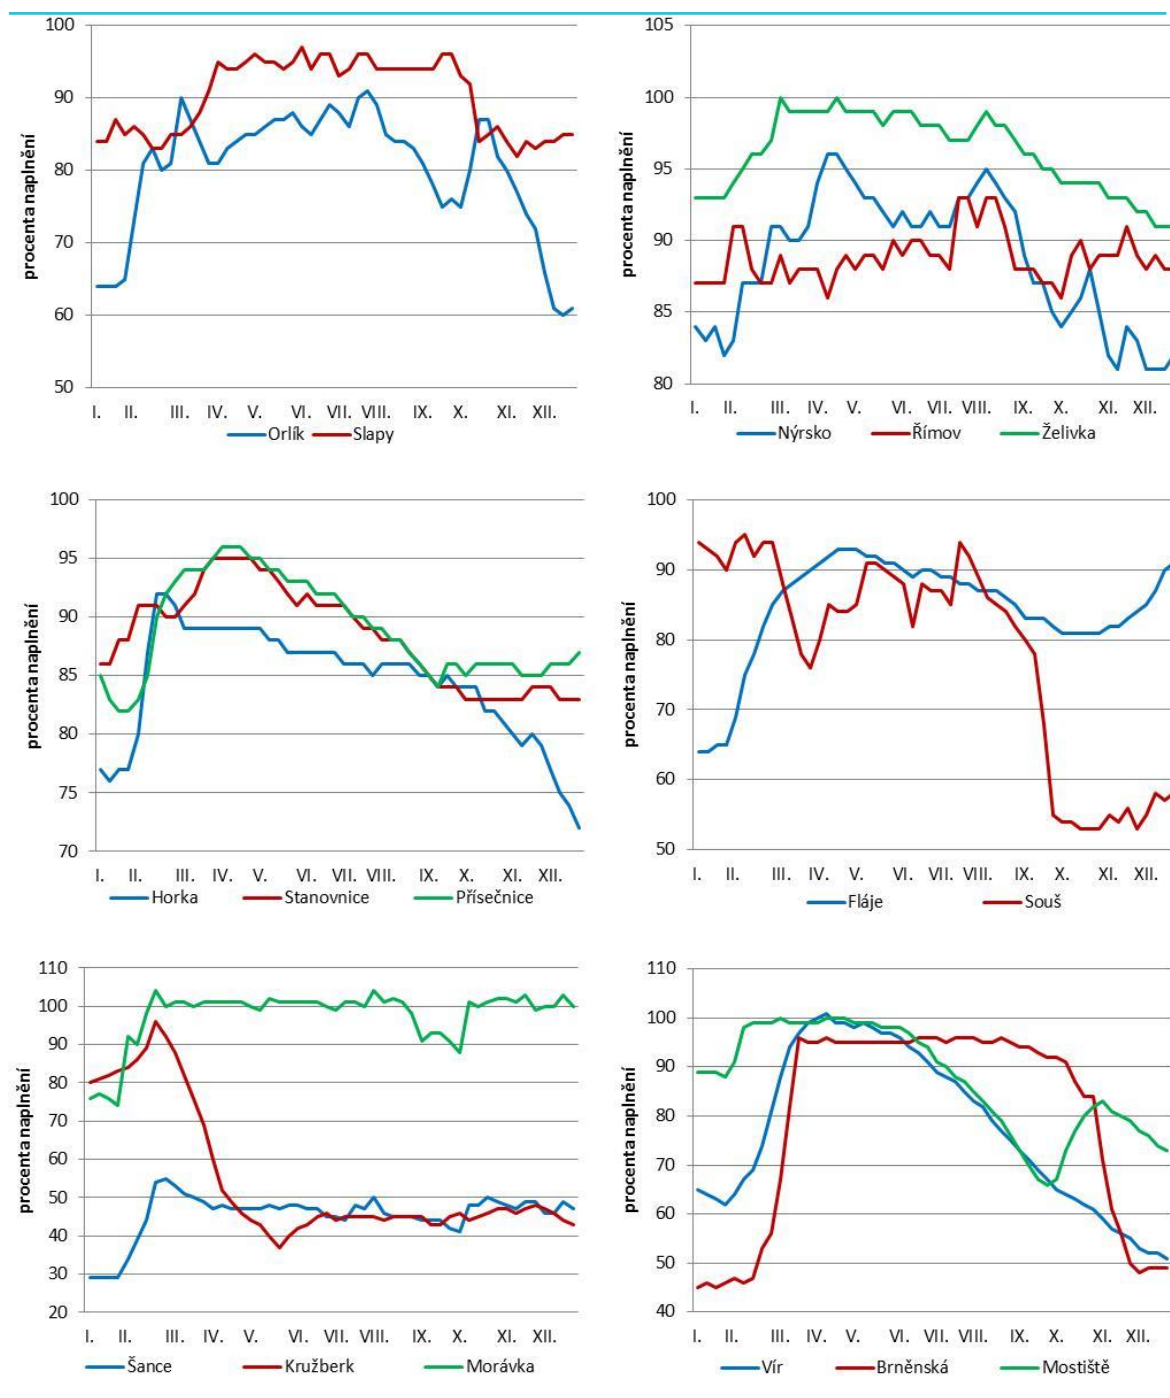 100
90
80
70
60
50
procenta naplnění
I. II. III. IV. V. VI. VII. VIII. IX. X. XI. XII.
Orlík Slapy
105
100
95
90
85
80
procenta naplnění
I. II. III. IV. V. VI. VII. VIII. IX. X. XI. XII.
Nýrsko Římov Želivka
100
95
90
85
80
75
70
procenta naplnění
I. II. III. IV. V. VI. VII. VIII. IX. X. XI. XII.
Horka Stanovnice Přísečnice
100
90
80
70
60
50
procenta naplnění
I. II. III. IV. V. VI. VII. VIII. IX. X. XI. XII.
Fláje Souš
110
100
90
80
70
60
50
40
30
20
procenta naplnění
I. II. III. IV. V. VI. VII. VIII. IX. X. XI. XII.
Šance Kružberk Morávka
110
100
90
80
70
60
50
40
procenta naplnění
I. II. III. IV. V. VI. VII. VIII. IX. X. XI. XII.
Vír Brněnská Mostiště